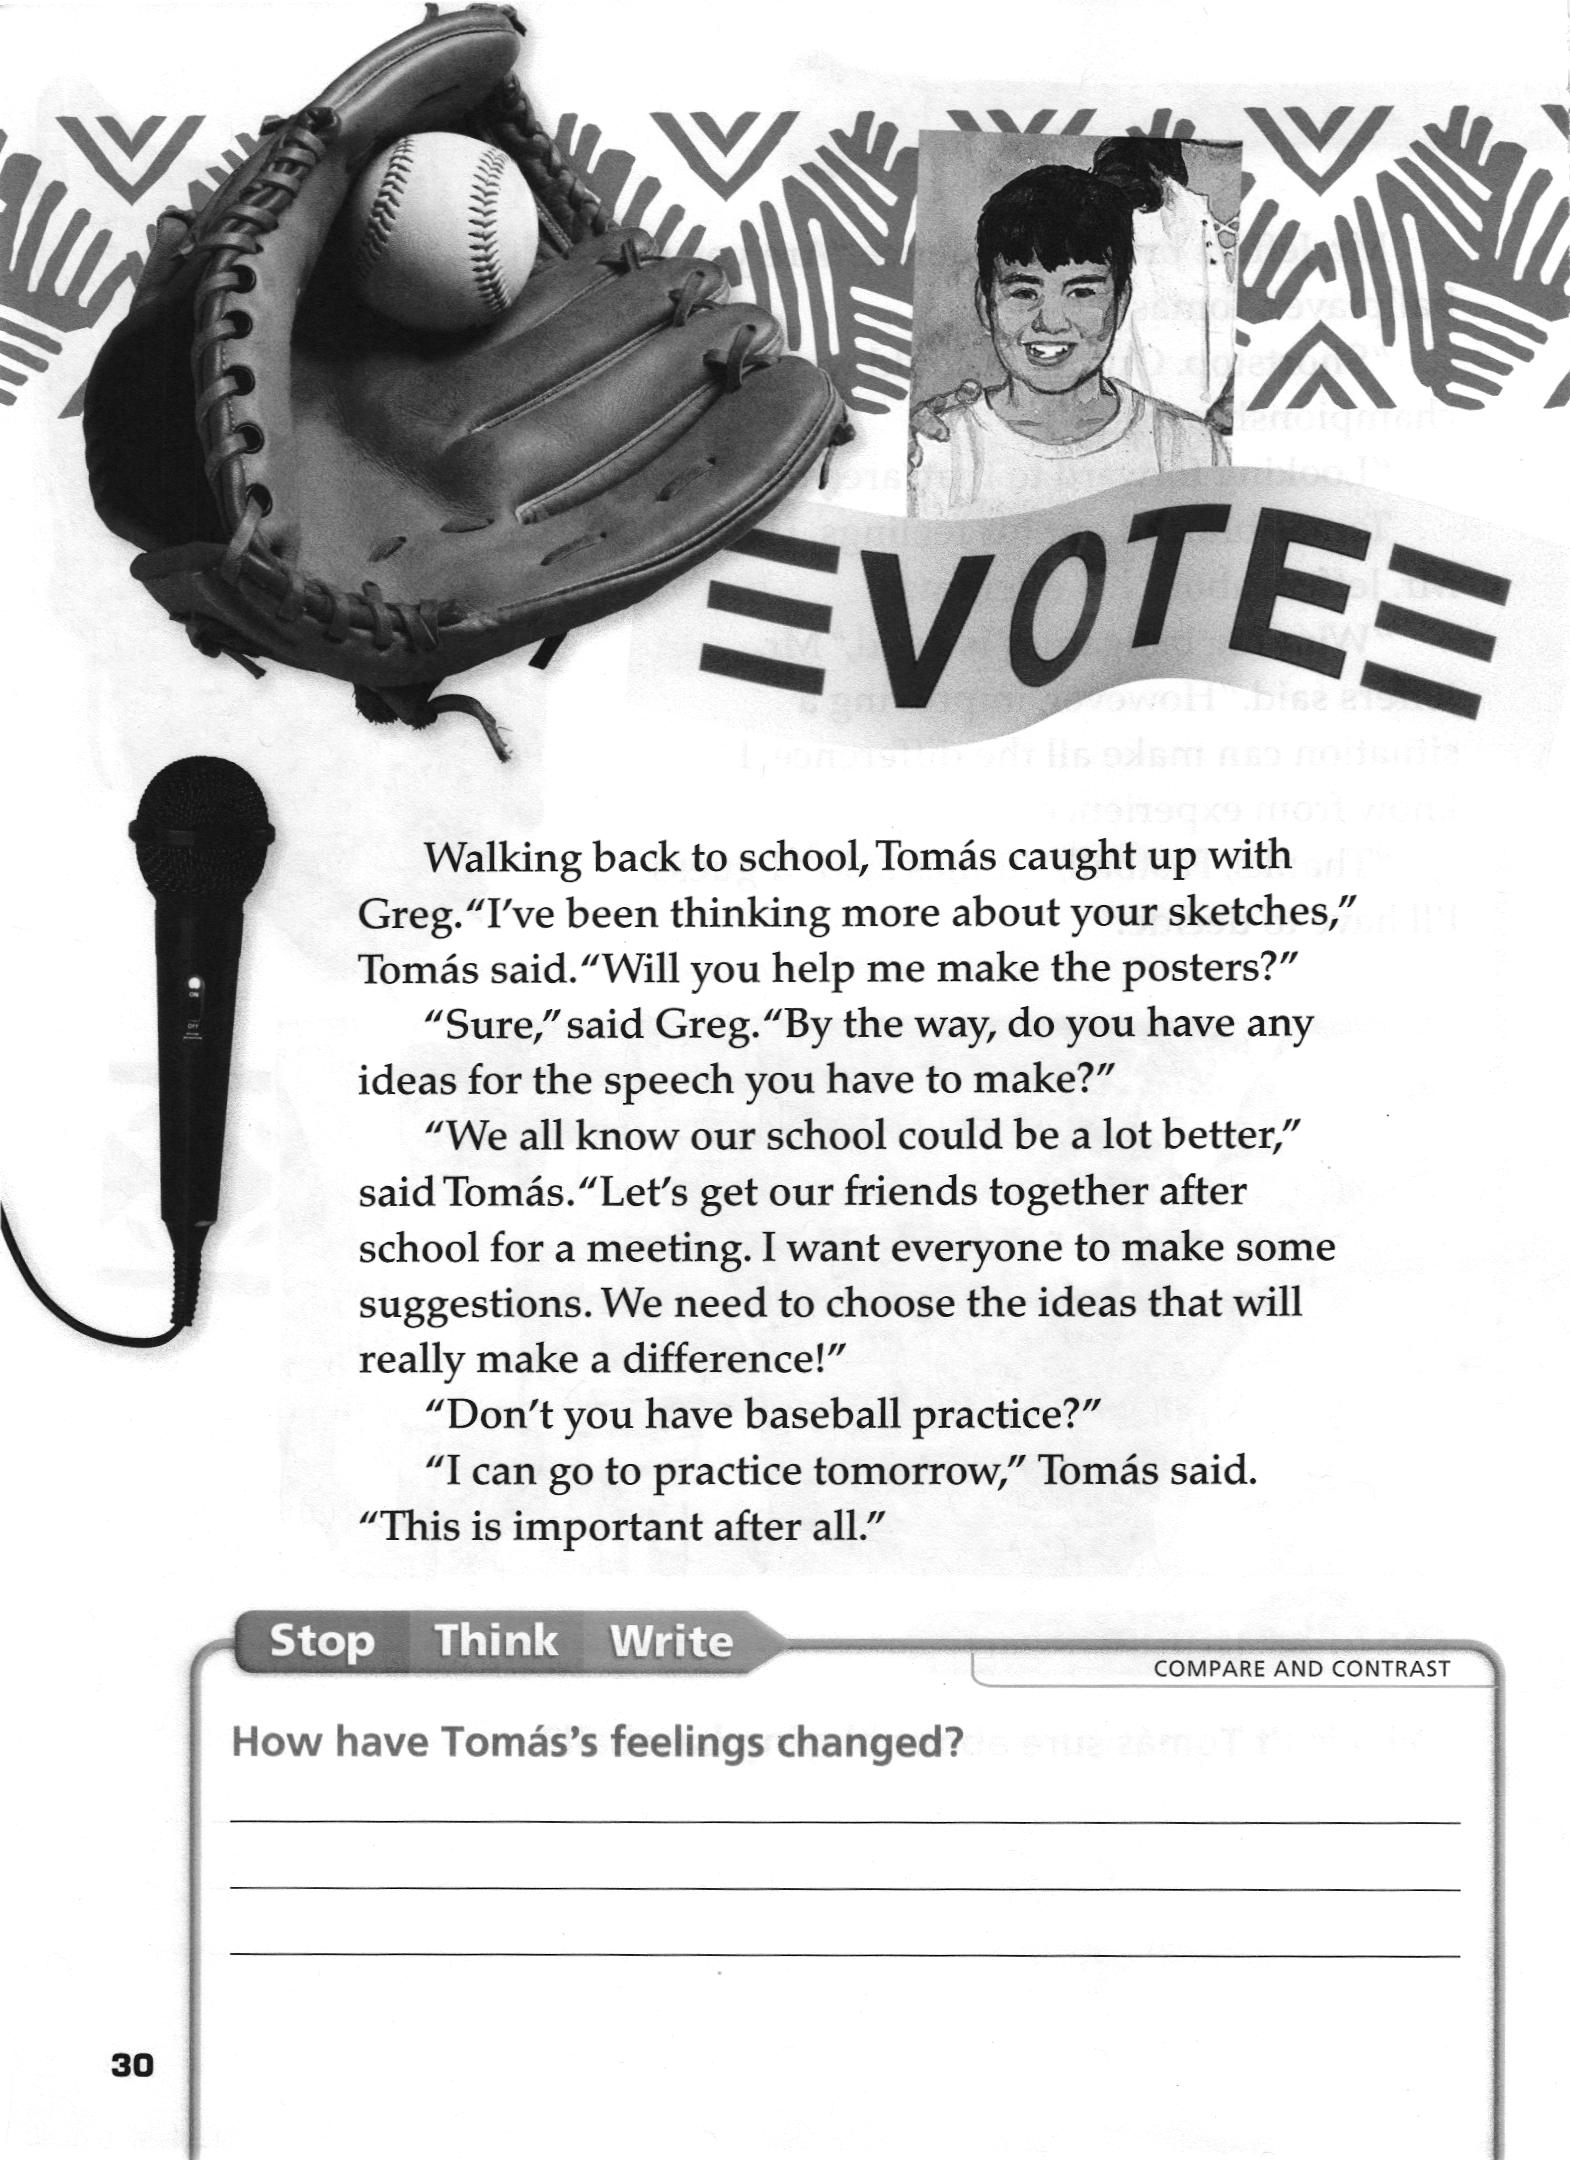 VOTE
ON
OFF
Walking back to school, Tomás caught up with
Greg. “I’ve been thinking more about your sketches,”
Tomás said. “Will you help me make the posters?”
“Sure,” said Greg. “By the way, do you have any
ideas for the speech you have to make?”
“We all know our school could be a lot better,”
said Tomás. “Let’s get our friends together after
school for a meeting. I want everyone to make some
suggestions. We need to choose the ideas that will
really make a difference!”
“Don’t you have baseball practice?”
“I can go to practice tomorrow,” Tomás said.
“This is important after all.”
Stop Think Write
COMPARE AND CONTRAST
How have Tomás’s feelings changed?
30